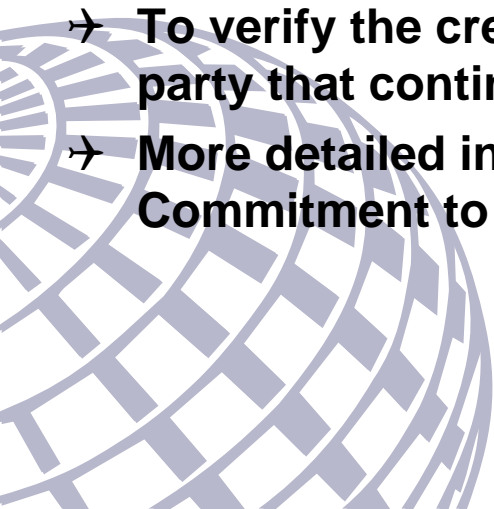 ✈ To verify the cre
party that contin
✈ More detailed in
Commitment to